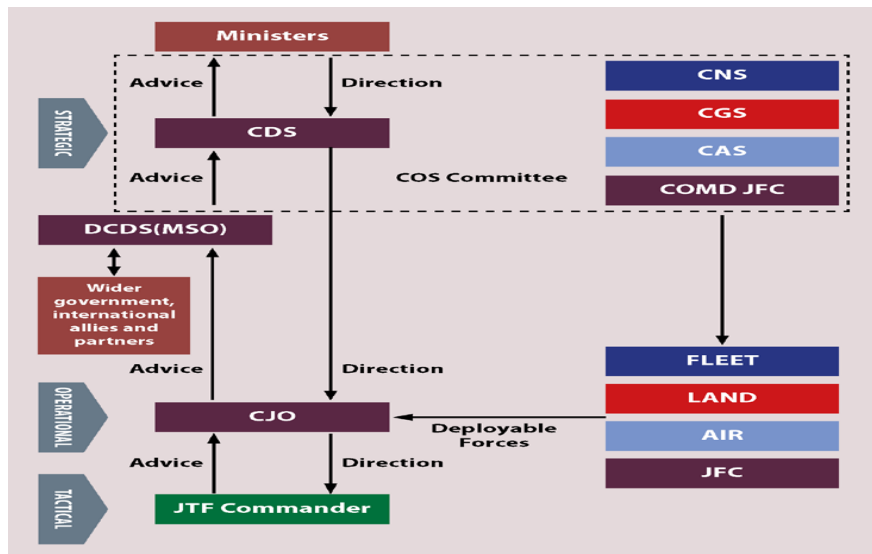 Ministers
Advice
Direction
CNS
CGS
CAS
COMD JFC
STRATEGIC
CDS
Advice
COS Committee
DCDS(MSO)
Wider
government,
international
allies and
partners
Advice
Direction
FLEET
LAND
AIR
JFC
OPERATIONAL
CJO
Deployable
Forces
Advice
Direction
TACTICAL
JTF Commander